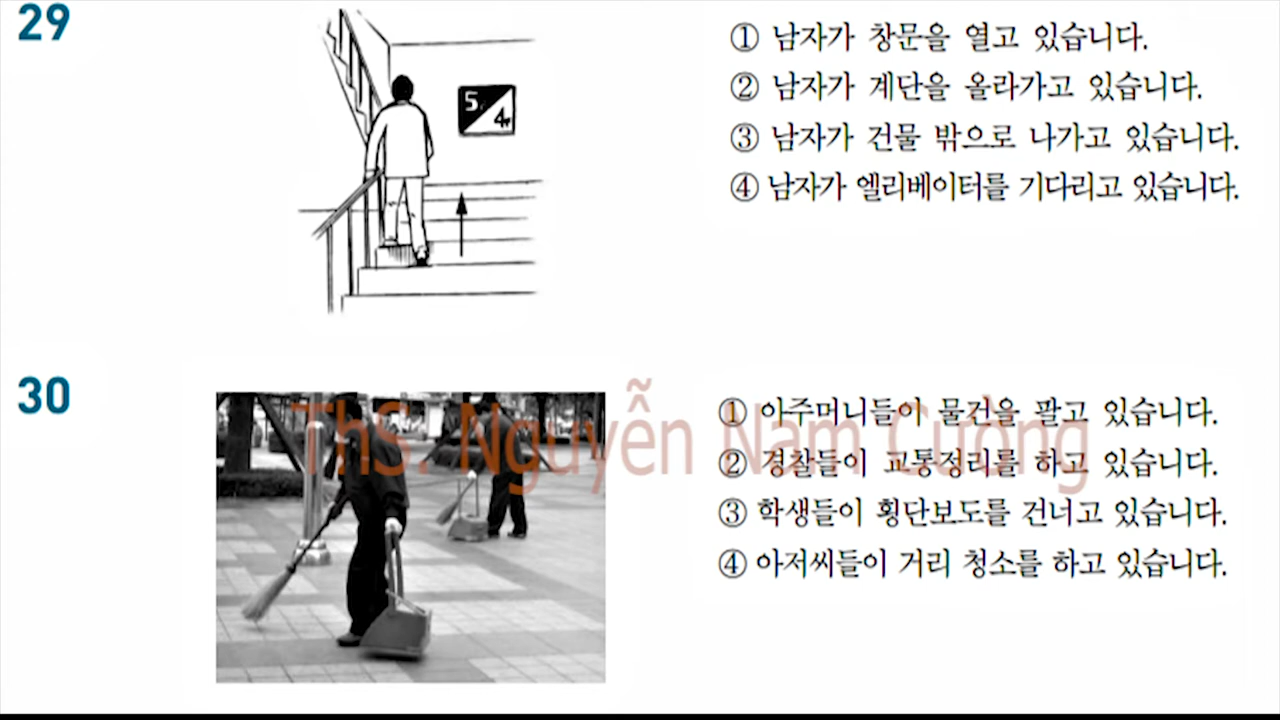 29
5F
4F
① 남자가 창문을 열고 있습니다.
② 남자가 계단을 올라가고 있습니다.
③ 남자가 건물 밖으로 나가고 있습니다.
④ 남자가 엘리베이터를 기다리고 있습니다.
30
ThS. Nguyễn Nam Cường
① 아주머니들이 물건을 팔고 있습니다.
② 경찰들이 교통정리를 하고 있습니다.
③ 학생들이 횡단보도를 건너고 있습니다.
④ 아저씨들이 거리 청소를 하고 있습니다.